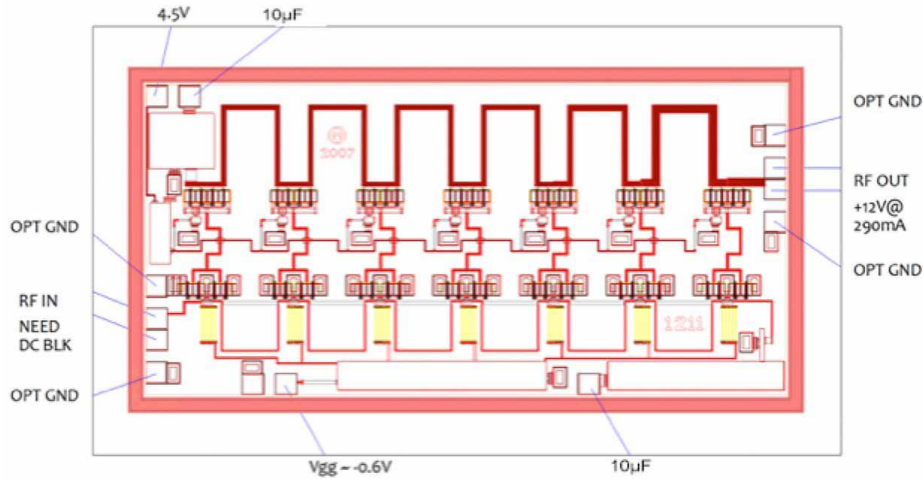 4.5V
10µF
OPT GND
RF OUT
+12V@
290mA
OPT GND
2007
OPT GND
RF IN
NEED
DC BLK
OPT GND
1211
Vgg ~ -0.6V
10µF